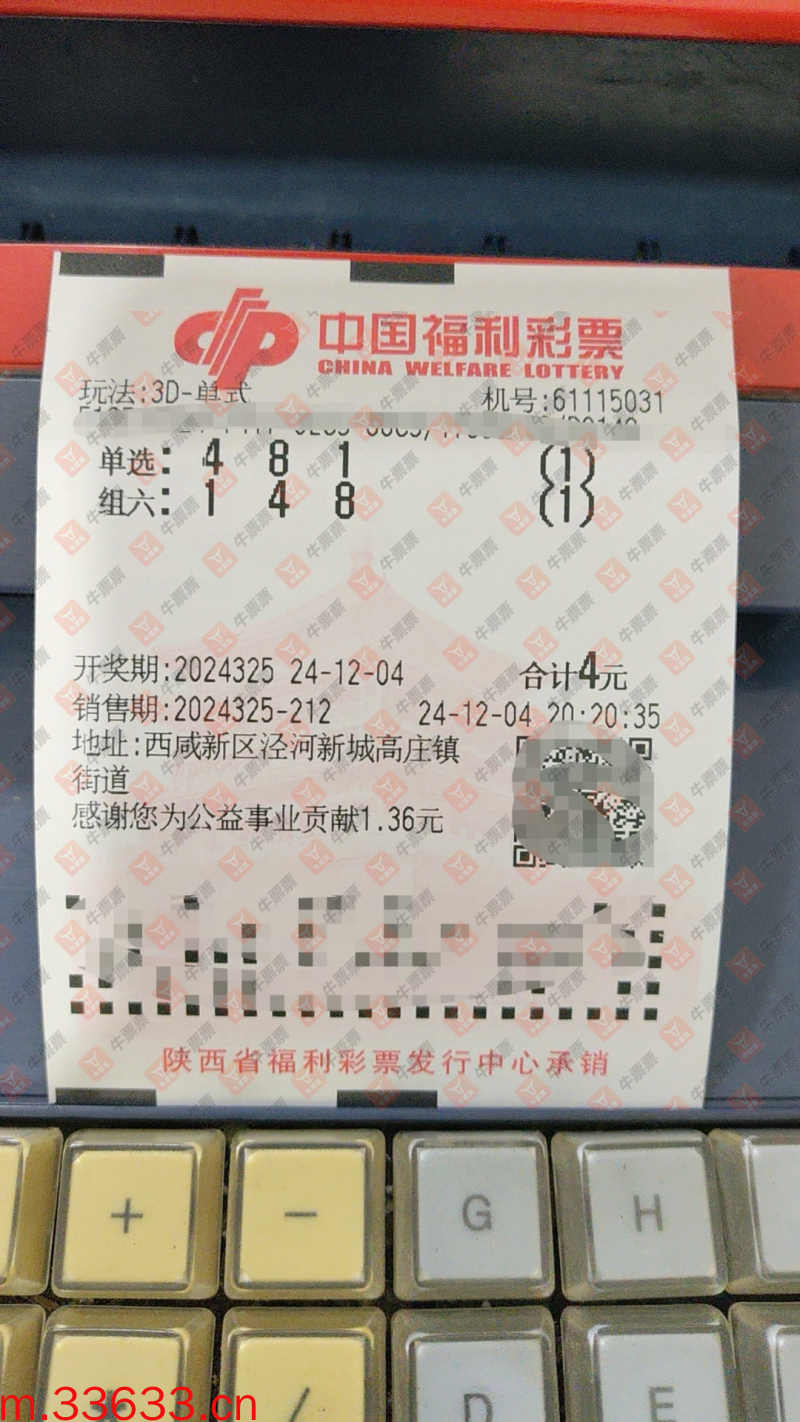 中国福利彩票
CHINA WELFARE LOTTERY
玩法:3D-单式 机号:61115031
单选: 4 8 1 (1)
组六: 1 4 8 (1)
开奖期:2024325 24-12-04 合计4元
销售期:2024325-212 24-12-04 20:20:35
地址:西咸新区泾河新城高庄镇
街道
感谢您为公益事业贡献1.36元
陕西省福利彩票发行中心承销
牛票票
+ - G H
/ D E
m.33633.cn